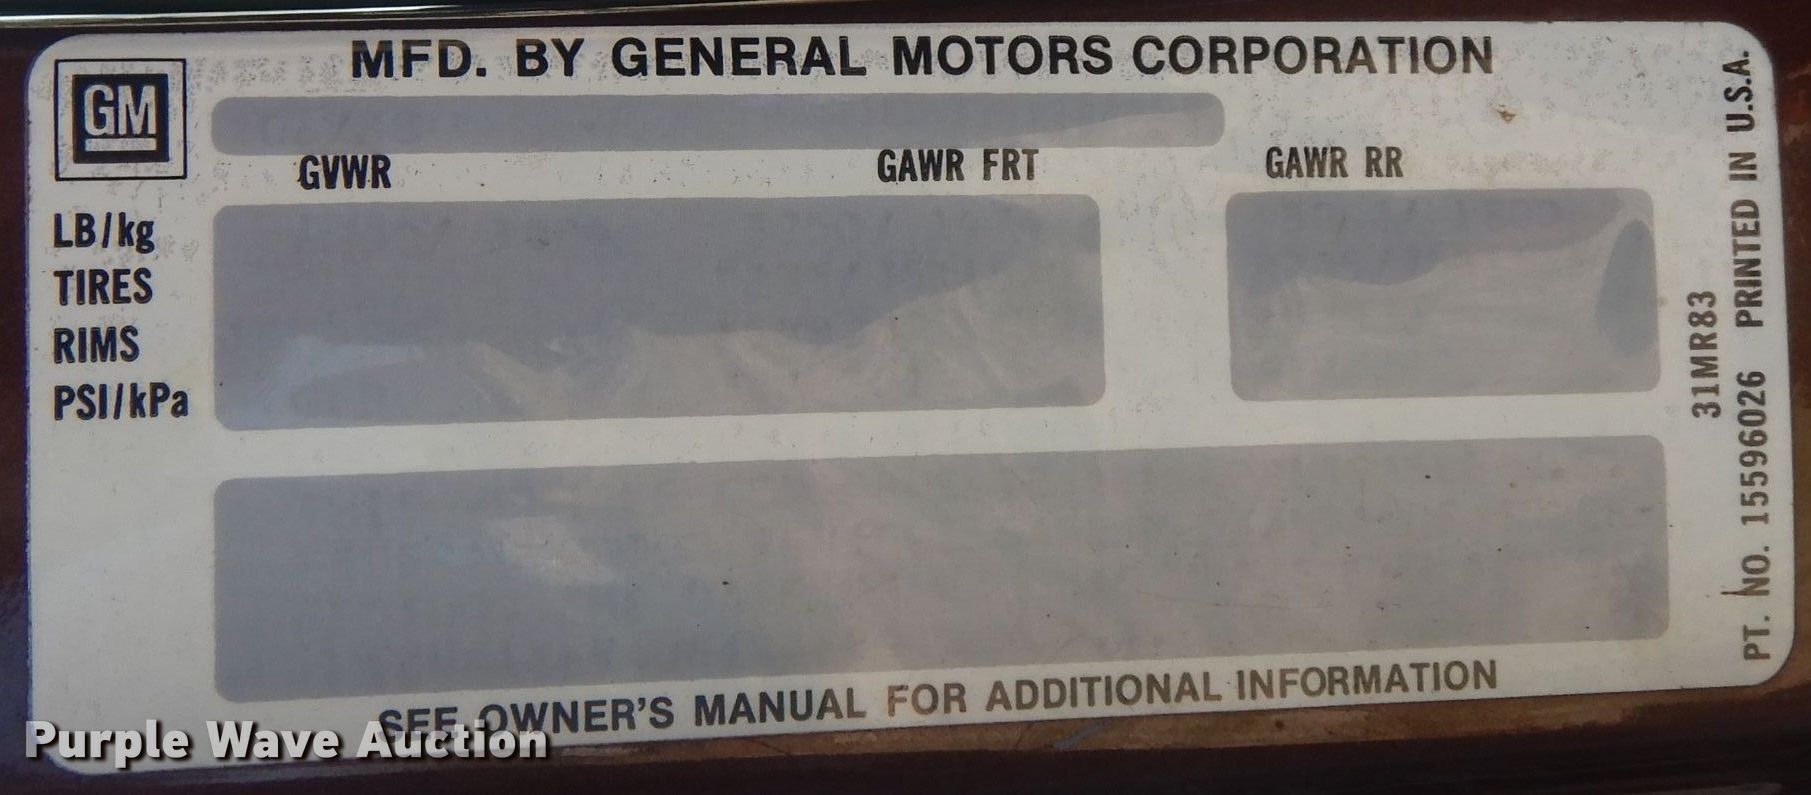 MFD. BY GENERAL MOTORS CORPORATION
GM
GVWR GAWR FRT GAWR RR
LB/kg
TIRES
RIMS
PSI/kPa
SEE OWNER'S MANUAL FOR ADDITIONAL INFORMATION
31MR83
PT. NO. 15596026 PRINTED IN U.S.A.
Purple Wave Auction